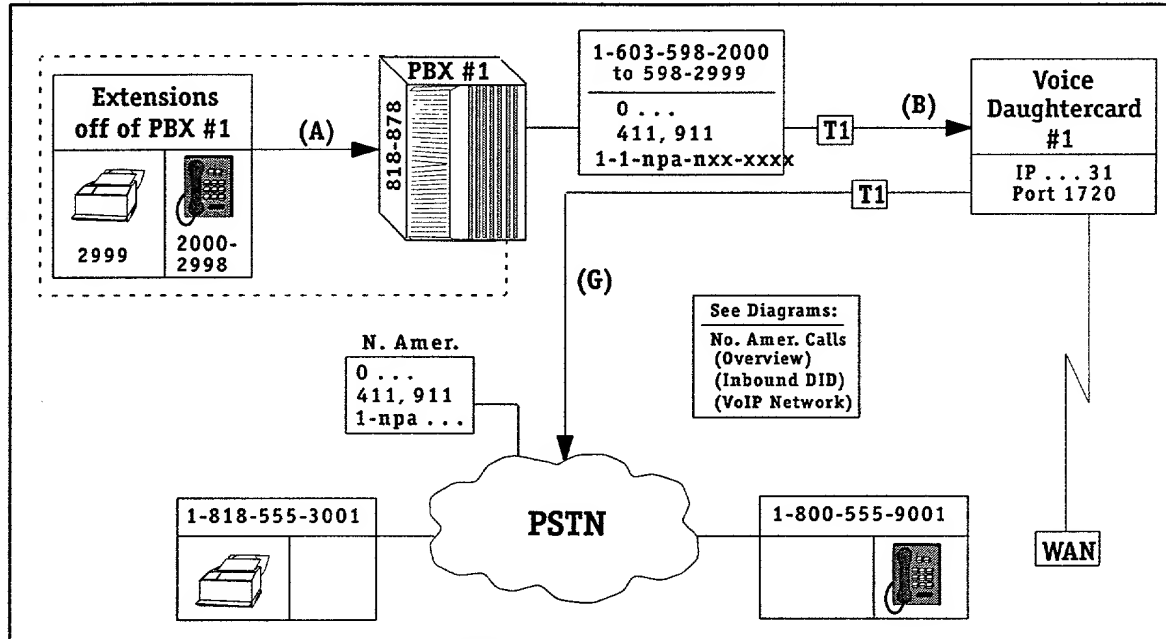 Extensions
off of PBX #1
2999
2000-
2998
(A)
PBX #1
818-878
1-603-598-2000
to 598-2999
0 ...
411, 911
1-1-npa-nxx-xxxx
T1
(B)
Voice
Daughtercard
#1
IP ... 31
Port 1720
T1
(G)
See Diagrams:
No. Amer. Calls
(Overview)
(Inbound DID)
(VoIP Network)
N. Amer.
0 ...
411, 911
1-npa ...
PSTN
1-818-555-3001
1-800-555-9001
WAN